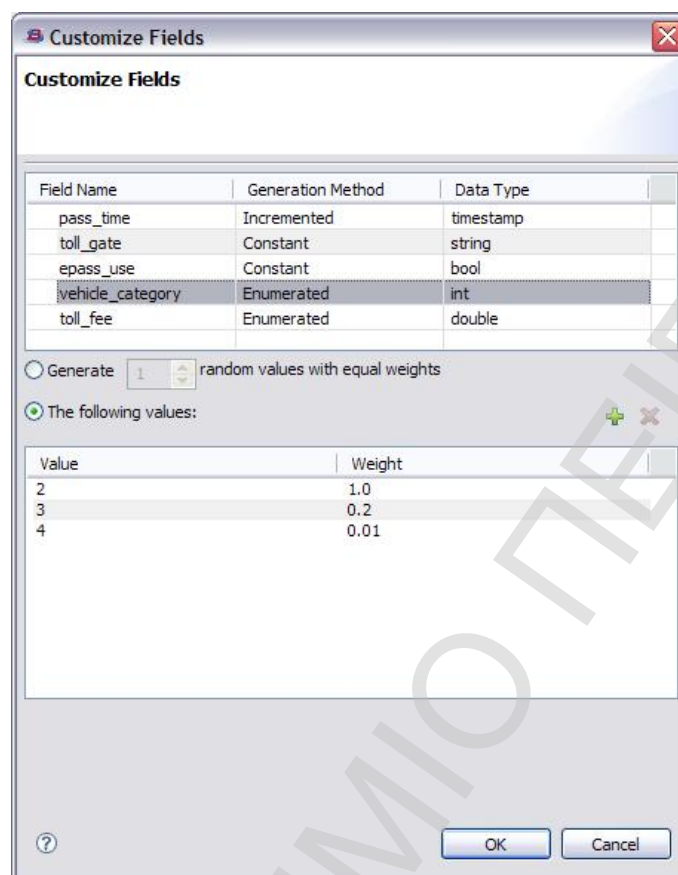 Customize Fields
Customize Fields
Field Name Generation Method Data Type
pass_time Incremented timestamp
toll_gate Constant string
epass_use Constant bool
vehicle_category Enumerated int
toll_fee Enumerated double
Generate 1 random values with equal weights
The following values:
Value Weight
2 1.0
3 0.2
4 0.01
OK Cancel